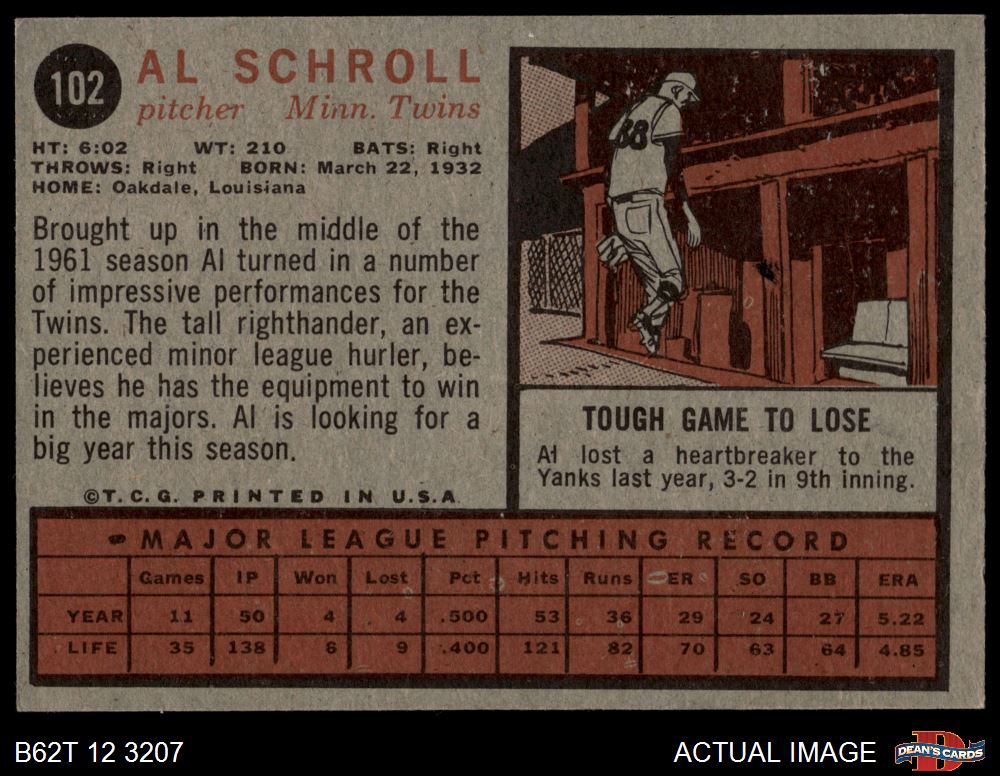 102
AL SCHROLL
pitcher Minn. Twins
HT: 6:02 WT: 210 BATS: Right
THROWS: Right BORN: March 22, 1932
HOME: Oakdale, Louisiana
Brought up in the middle of the
1961 season Al turned in a number
of impressive performances for the
Twins. The tall righthander, an ex-
perienced minor league hurler, be-
lieves he has the equipment to win
in the majors. Al is looking for a
big year this season.
©T.C.G. PRINTED IN U.S.A.
38
TOUGH GAME TO LOSE
Al lost a heartbreaker to the
Yanks last year, 3-2 in 9th inning.
MAJOR LEAGUE PITCHING RECORD
Games IP Won Lost Pct Hits Runs ER SO BB ERA
YEAR 11 50 4 4 .500 53 36 29 24 27 5.22
LIFE 35 138 6 9 .400 121 82 70 63 64 4.85
B62T 12 3207
ACTUAL IMAGE
D
DEAN'S CARDS